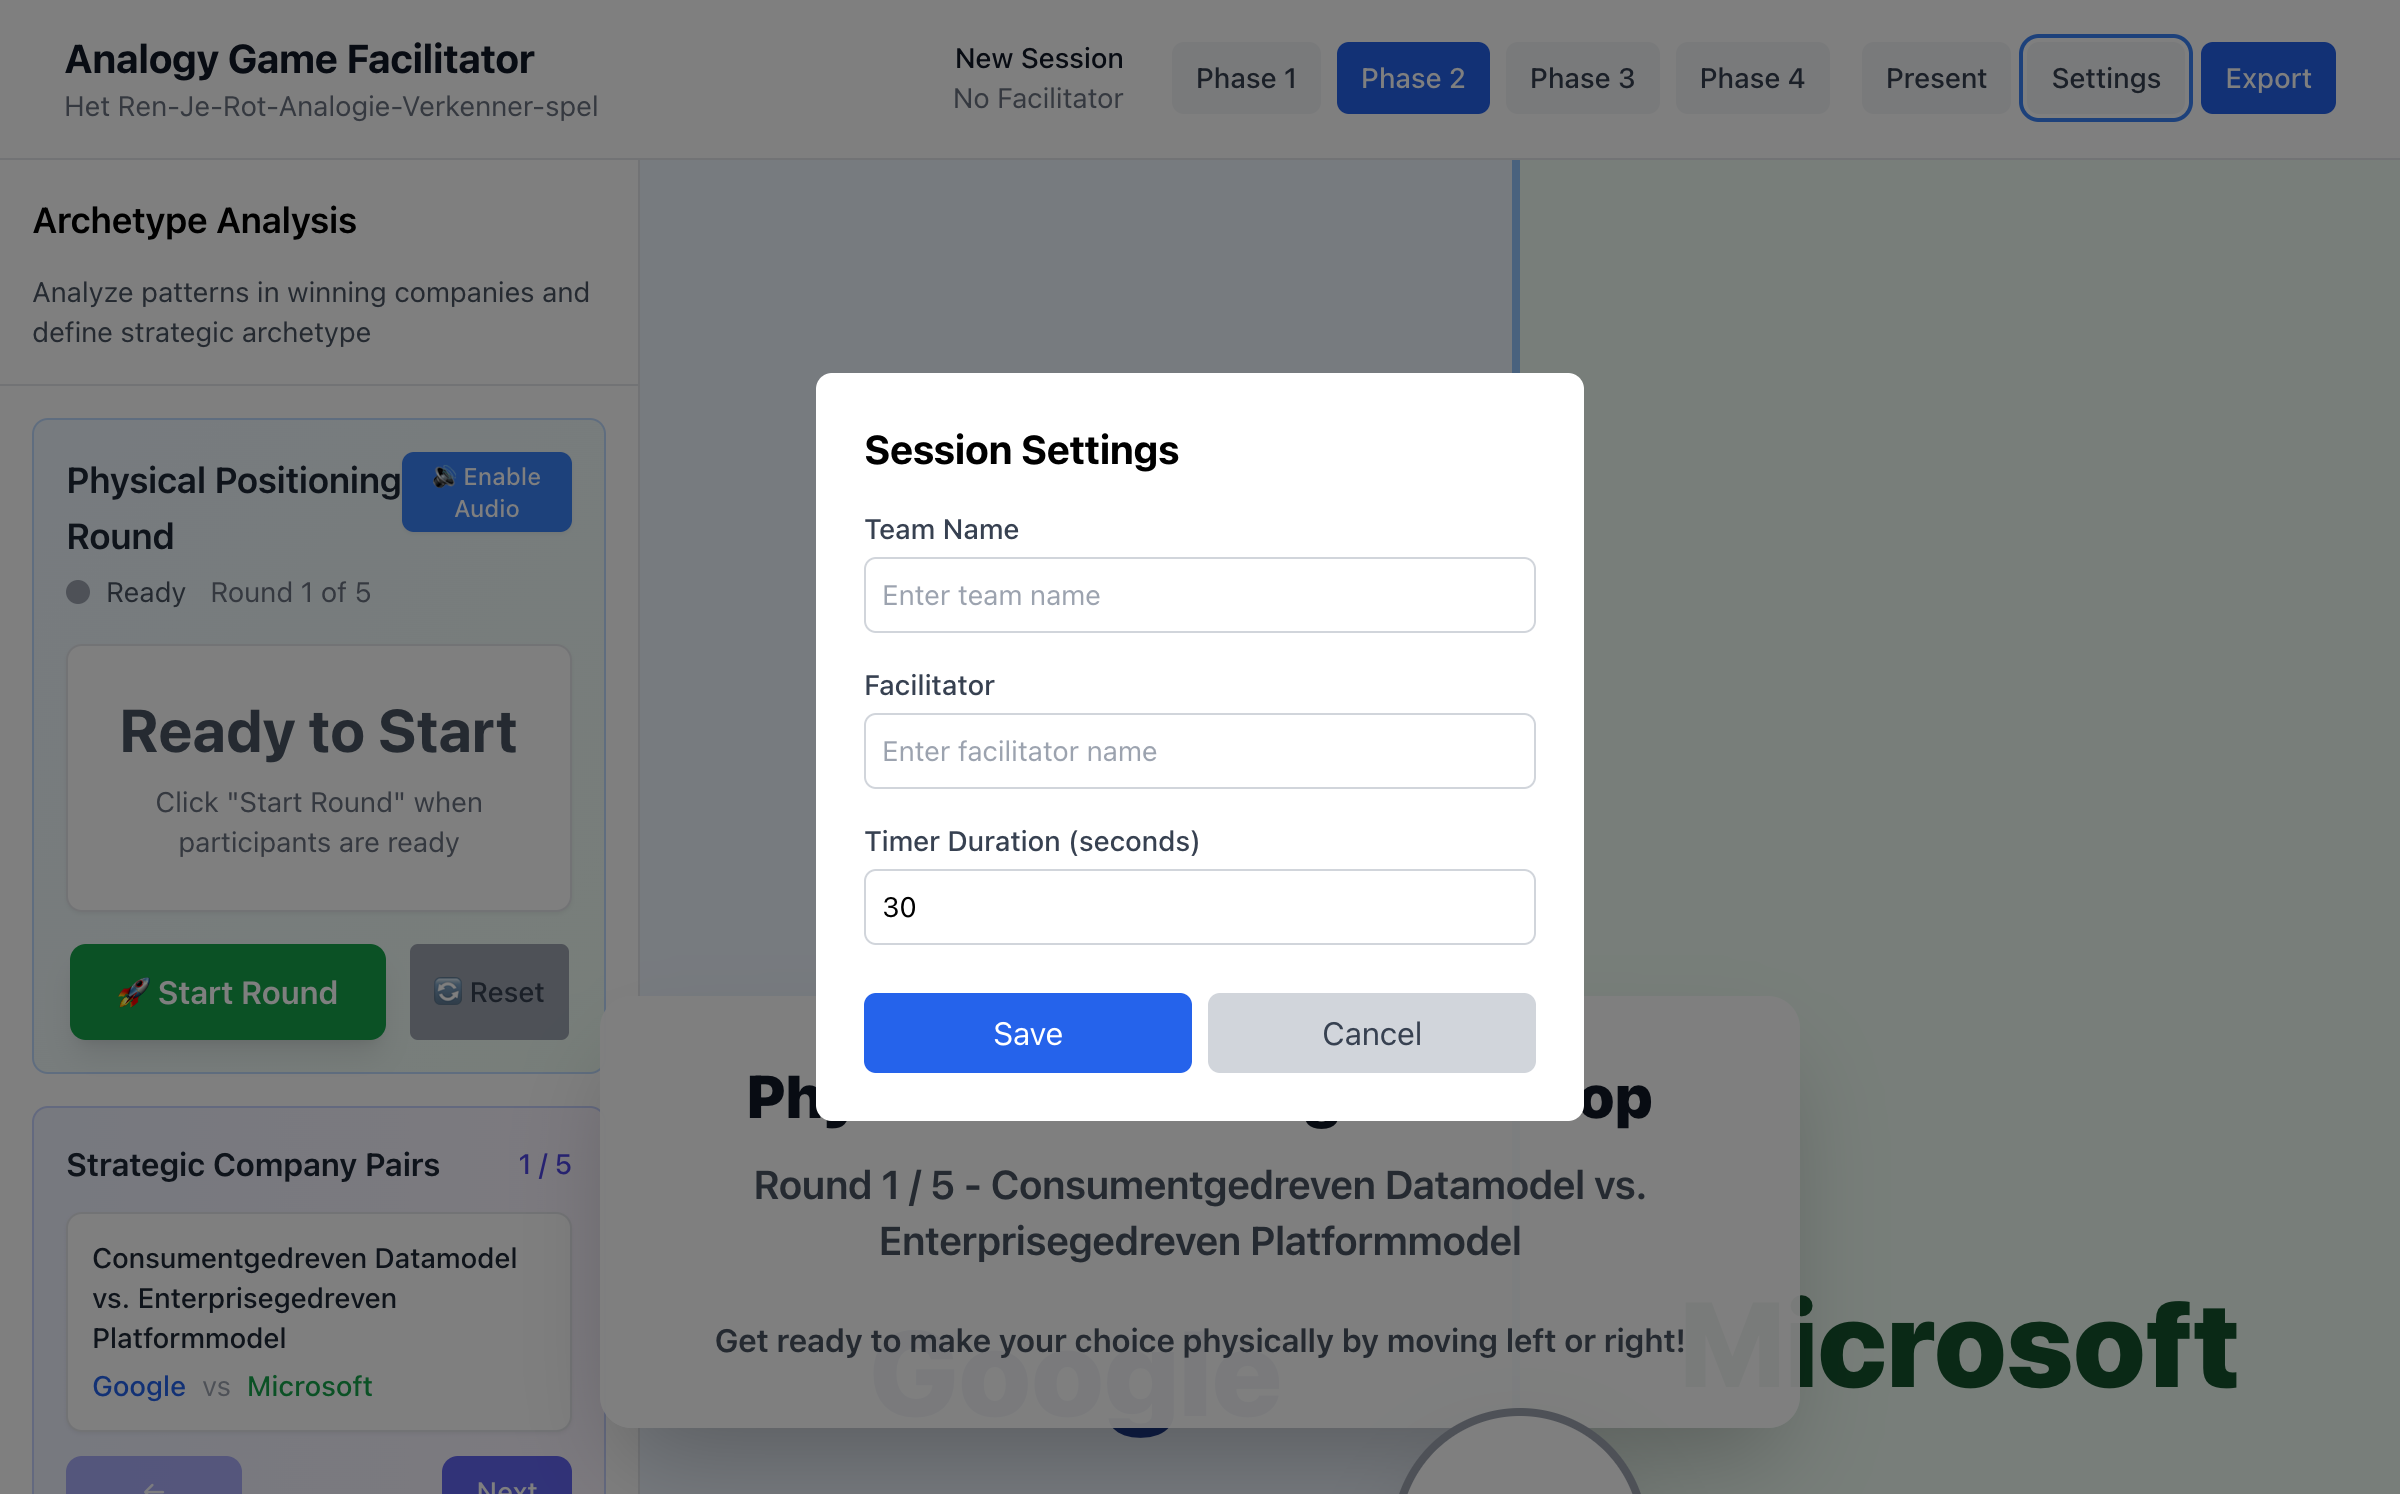 Analogy Game Facilitator
Het Ren-Je-Rot-Analogie-Verkenner-spel
New Session
No Facilitator
Phase 1
Phase 2
Phase 3
Phase 4
Present
Settings
Export
Archetype Analysis
Analyze patterns in winning companies and
define strategic archetype
Physical Positioning
Round
🔊 Enable
Audio
Ready
Round 1 of 5
Ready to Start
Click "Start Round" when
participants are ready
🚀 Start Round
🔄 Reset
Strategic Company Pairs
1 / 5
Consumentgedreven Datamodel
vs. Enterprisegedreven
Platformmodel
Google vs Microsoft
←
Next
Session Settings
Team Name
Enter team name
Facilitator
Enter facilitator name
Timer Duration (seconds)
30
Save
Cancel
Round 1 / 5 - Consumentgedreven Datamodel vs.
Enterprisegedreven Platformmodel
Get ready to make your choice physically by moving left or right!
Google
Microsoft